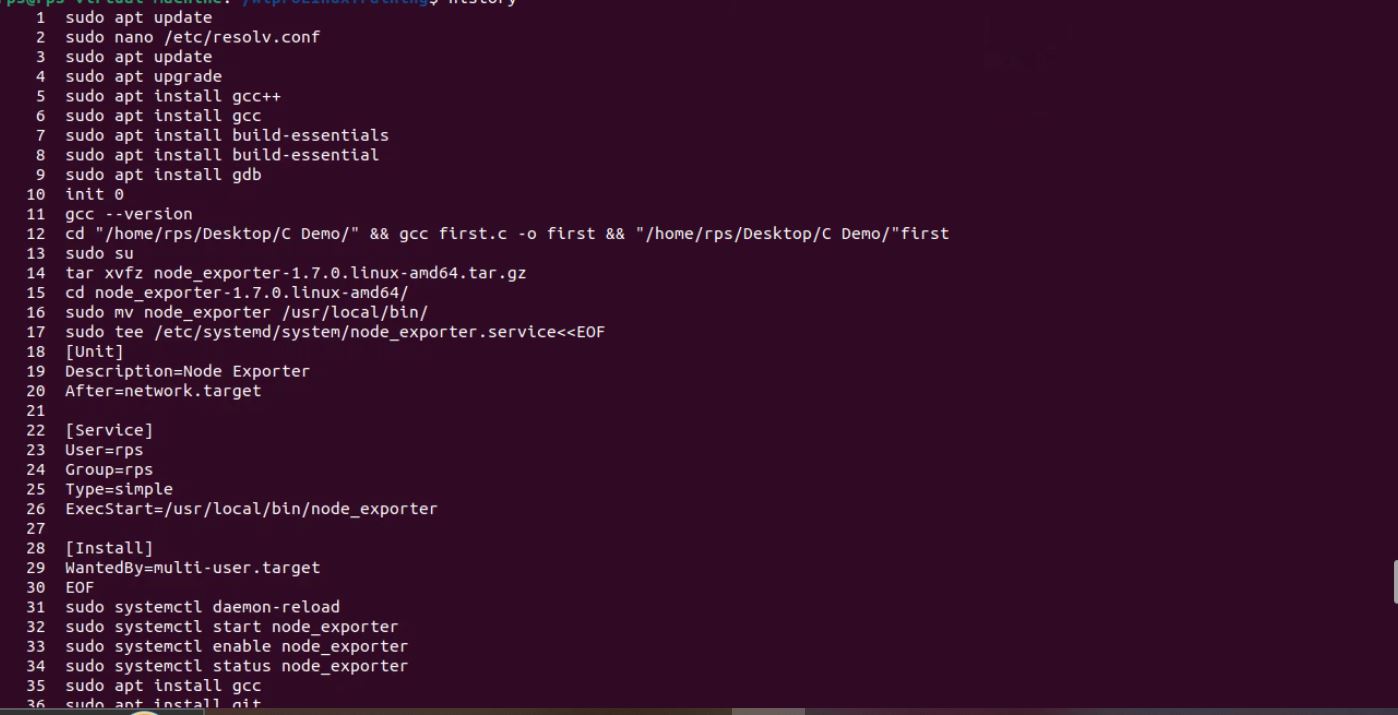 history
1 sudo apt update
2 sudo nano /etc/resolv.conf
3 sudo apt update
4 sudo apt upgrade
5 sudo apt install gcc++
6 sudo apt install gcc
7 sudo apt install build-essentials
8 sudo apt install build-essential
9 sudo apt install gdb
10 init 0
11 gcc --version
12 cd "/home/rps/Desktop/C Demo/" && gcc first.c -o first && "/home/rps/Desktop/C Demo/"first
13 sudo su
14 tar xvfz node_exporter-1.7.0.linux-amd64.tar.gz
15 cd node_exporter-1.7.0.linux-amd64/
16 sudo mv node_exporter /usr/local/bin/
17 sudo tee /etc/systemd/system/node_exporter.service<<EOF
18 [Unit]
19 Description=Node Exporter
20 After=network.target
21
22 [Service]
23 User=rps
24 Group=rps
25 Type=simple
26 ExecStart=/usr/local/bin/node_exporter
27
28 [Install]
29 WantedBy=multi-user.target
30 EOF
31 sudo systemctl daemon-reload
32 sudo systemctl start node_exporter
33 sudo systemctl enable node_exporter
34 sudo systemctl status node_exporter
35 sudo apt install gcc
36 sudo apt install git